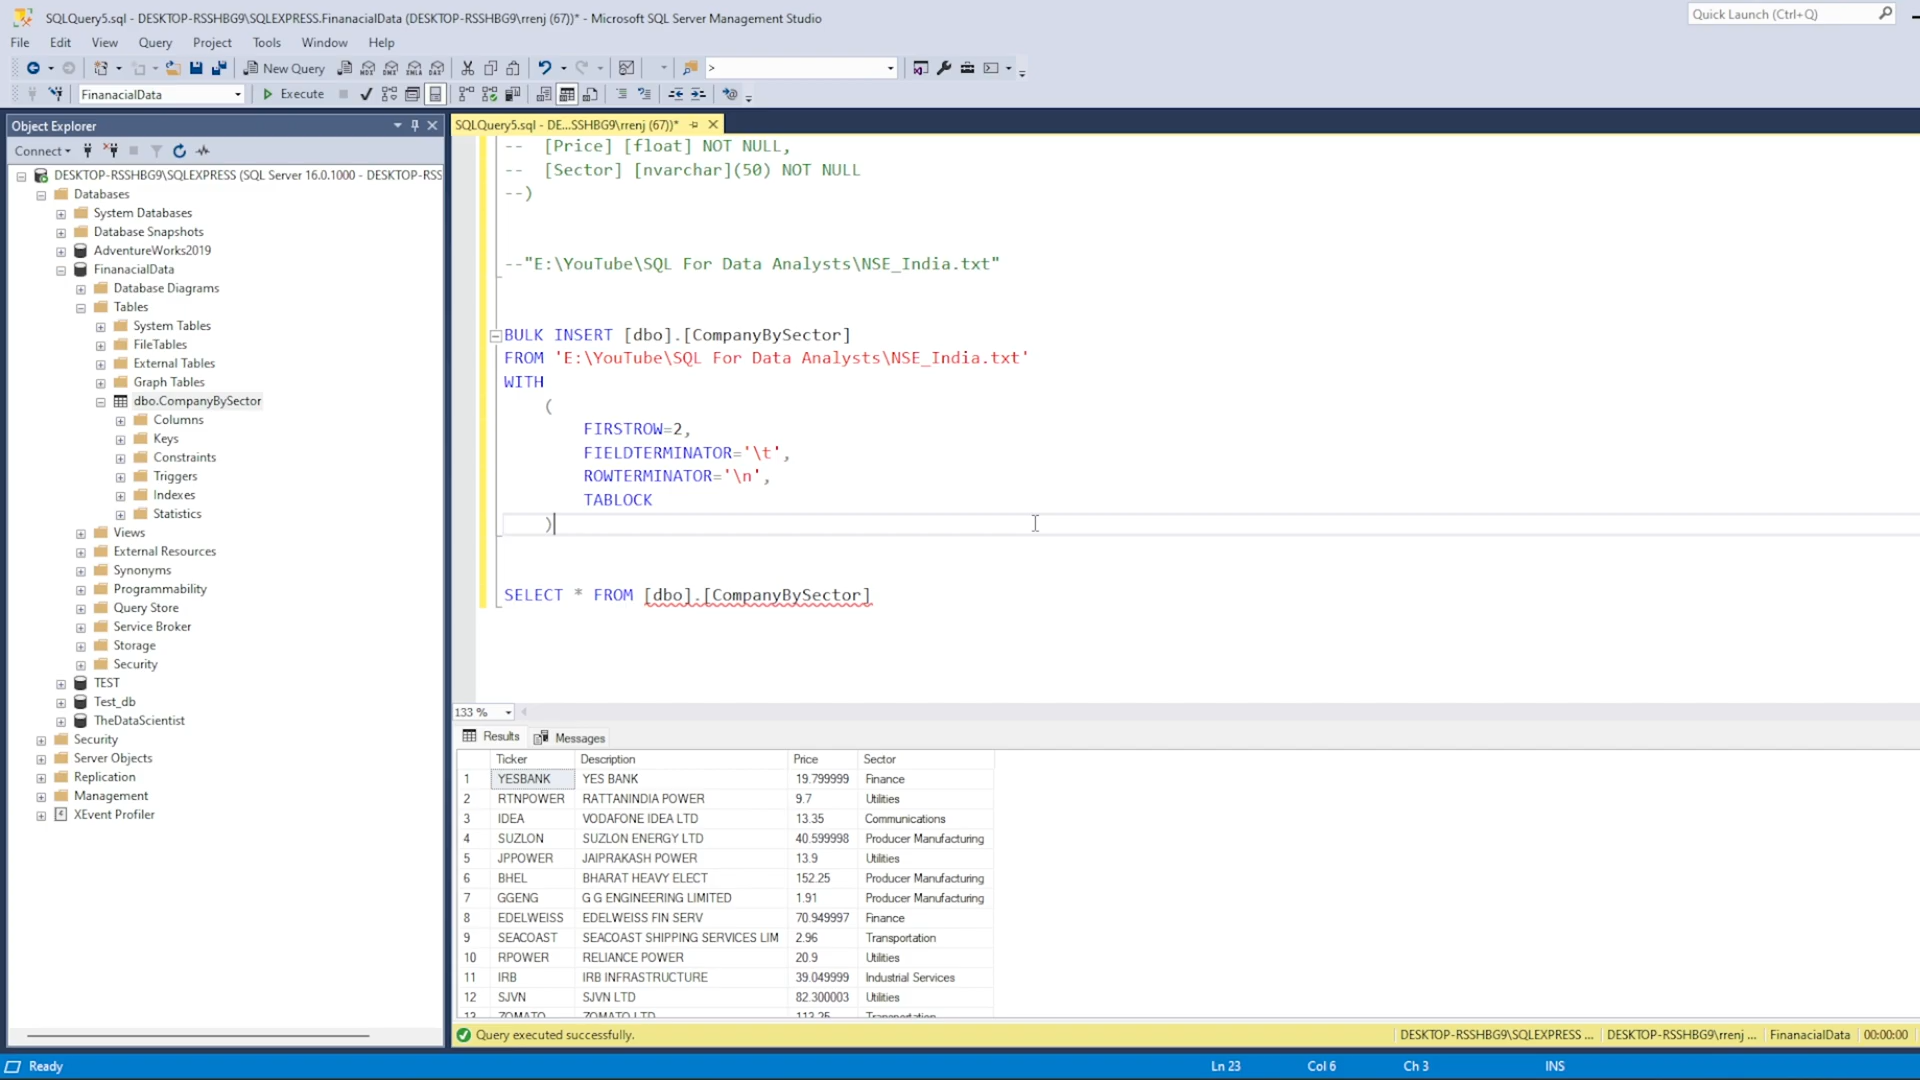 SQLQuery5.sql - DESKTOP-RSSHBG9\SQLEXPRESS.FinanacialData (DESKTOP-RSSHBG9\rrenj (67))* - Microsoft SQL Server Management Studio
Quick Launch (Ctrl+Q)
File Edit View Query Project Tools Window Help
New Query
>
FinanacialData
Execute
Object Explorer
Connect
DESKTOP-RSSHBG9\SQLEXPRESS (SQL Server 16.0.1000 - DESKTOP-RSS
Databases
System Databases
Database Snapshots
AdventureWorks2019
FinanacialData
Database Diagrams
Tables
System Tables
FileTables
External Tables
Graph Tables
dbo.CompanyBySector
Columns
Keys
Constraints
Triggers
Indexes
Statistics
Views
External Resources
Synonyms
Programmability
Query Store
Service Broker
Storage
Security
TEST
Test_db
TheDataScientist
Security
Server Objects
Replication
Management
XEvent Profiler
SQLQuery5.sql - DE...SSHBG9\rrenj (67))*
-- [Price] [float] NOT NULL,
-- [Sector] [nvarchar](50) NOT NULL
--)
--"E:\YouTube\SQL For Data Analysts\NSE_India.txt"
BULK INSERT [dbo].[CompanyBySector]
FROM 'E:\YouTube\SQL For Data Analysts\NSE_India.txt'
WITH
(
FIRSTROW=2,
FIELDTERMINATOR='\t',
ROWTERMINATOR='\n',
TABLOCK
)
SELECT * FROM [dbo].[CompanyBySector]
133 %
Results Messages
Ticker Description Price Sector
1 YESBANK YES BANK 19.799999 Finance
2 RTNPOWER RATTANINDIA POWER 9.7 Utilities
3 IDEA VODAFONE IDEA LTD 13.35 Communications
4 SUZLON SUZLON ENERGY LTD 40.599998 Producer Manufacturing
5 JPPOWER JAIPRAKASH POWER 13.9 Utilities
6 BHEL BHARAT HEAVY ELECT 152.25 Producer Manufacturing
7 GGENG G G ENGINEERING LIMITED 1.91 Producer Manufacturing
8 EDELWEISS EDELWEISS FIN SERV 70.949997 Finance
9 SEACOAST SEACOAST SHIPPING SERVICES LIM 2.96 Transportation
10 RPOWER RELIANCE POWER 20.9 Utilities
11 IRB IRB INFRASTRUCTURE 39.049999 Industrial Services
12 SJVN SJVN LTD 82.300003 Utilities
13 ZOMATO ZOMATO LTD 113.25 Transportation
Query executed successfully.
DESKTOP-RSSHBG9\SQLEXPRESS ... DESKTOP-RSSHBG9\rrenj ... FinanacialData 00:00:00
Ready
Ln 23 Col 6 Ch 3 INS